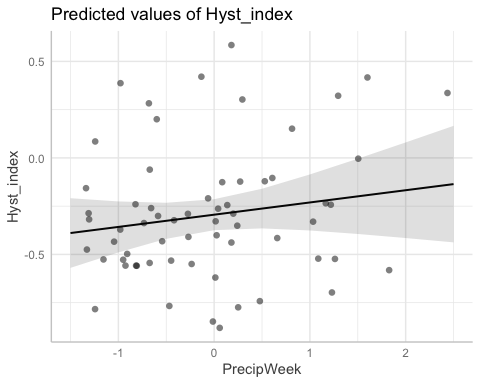 Predicted values of Hyst_index
0.5
0.0
-0.5
Hyst_index
-1
0
1
2
PrecipWeek